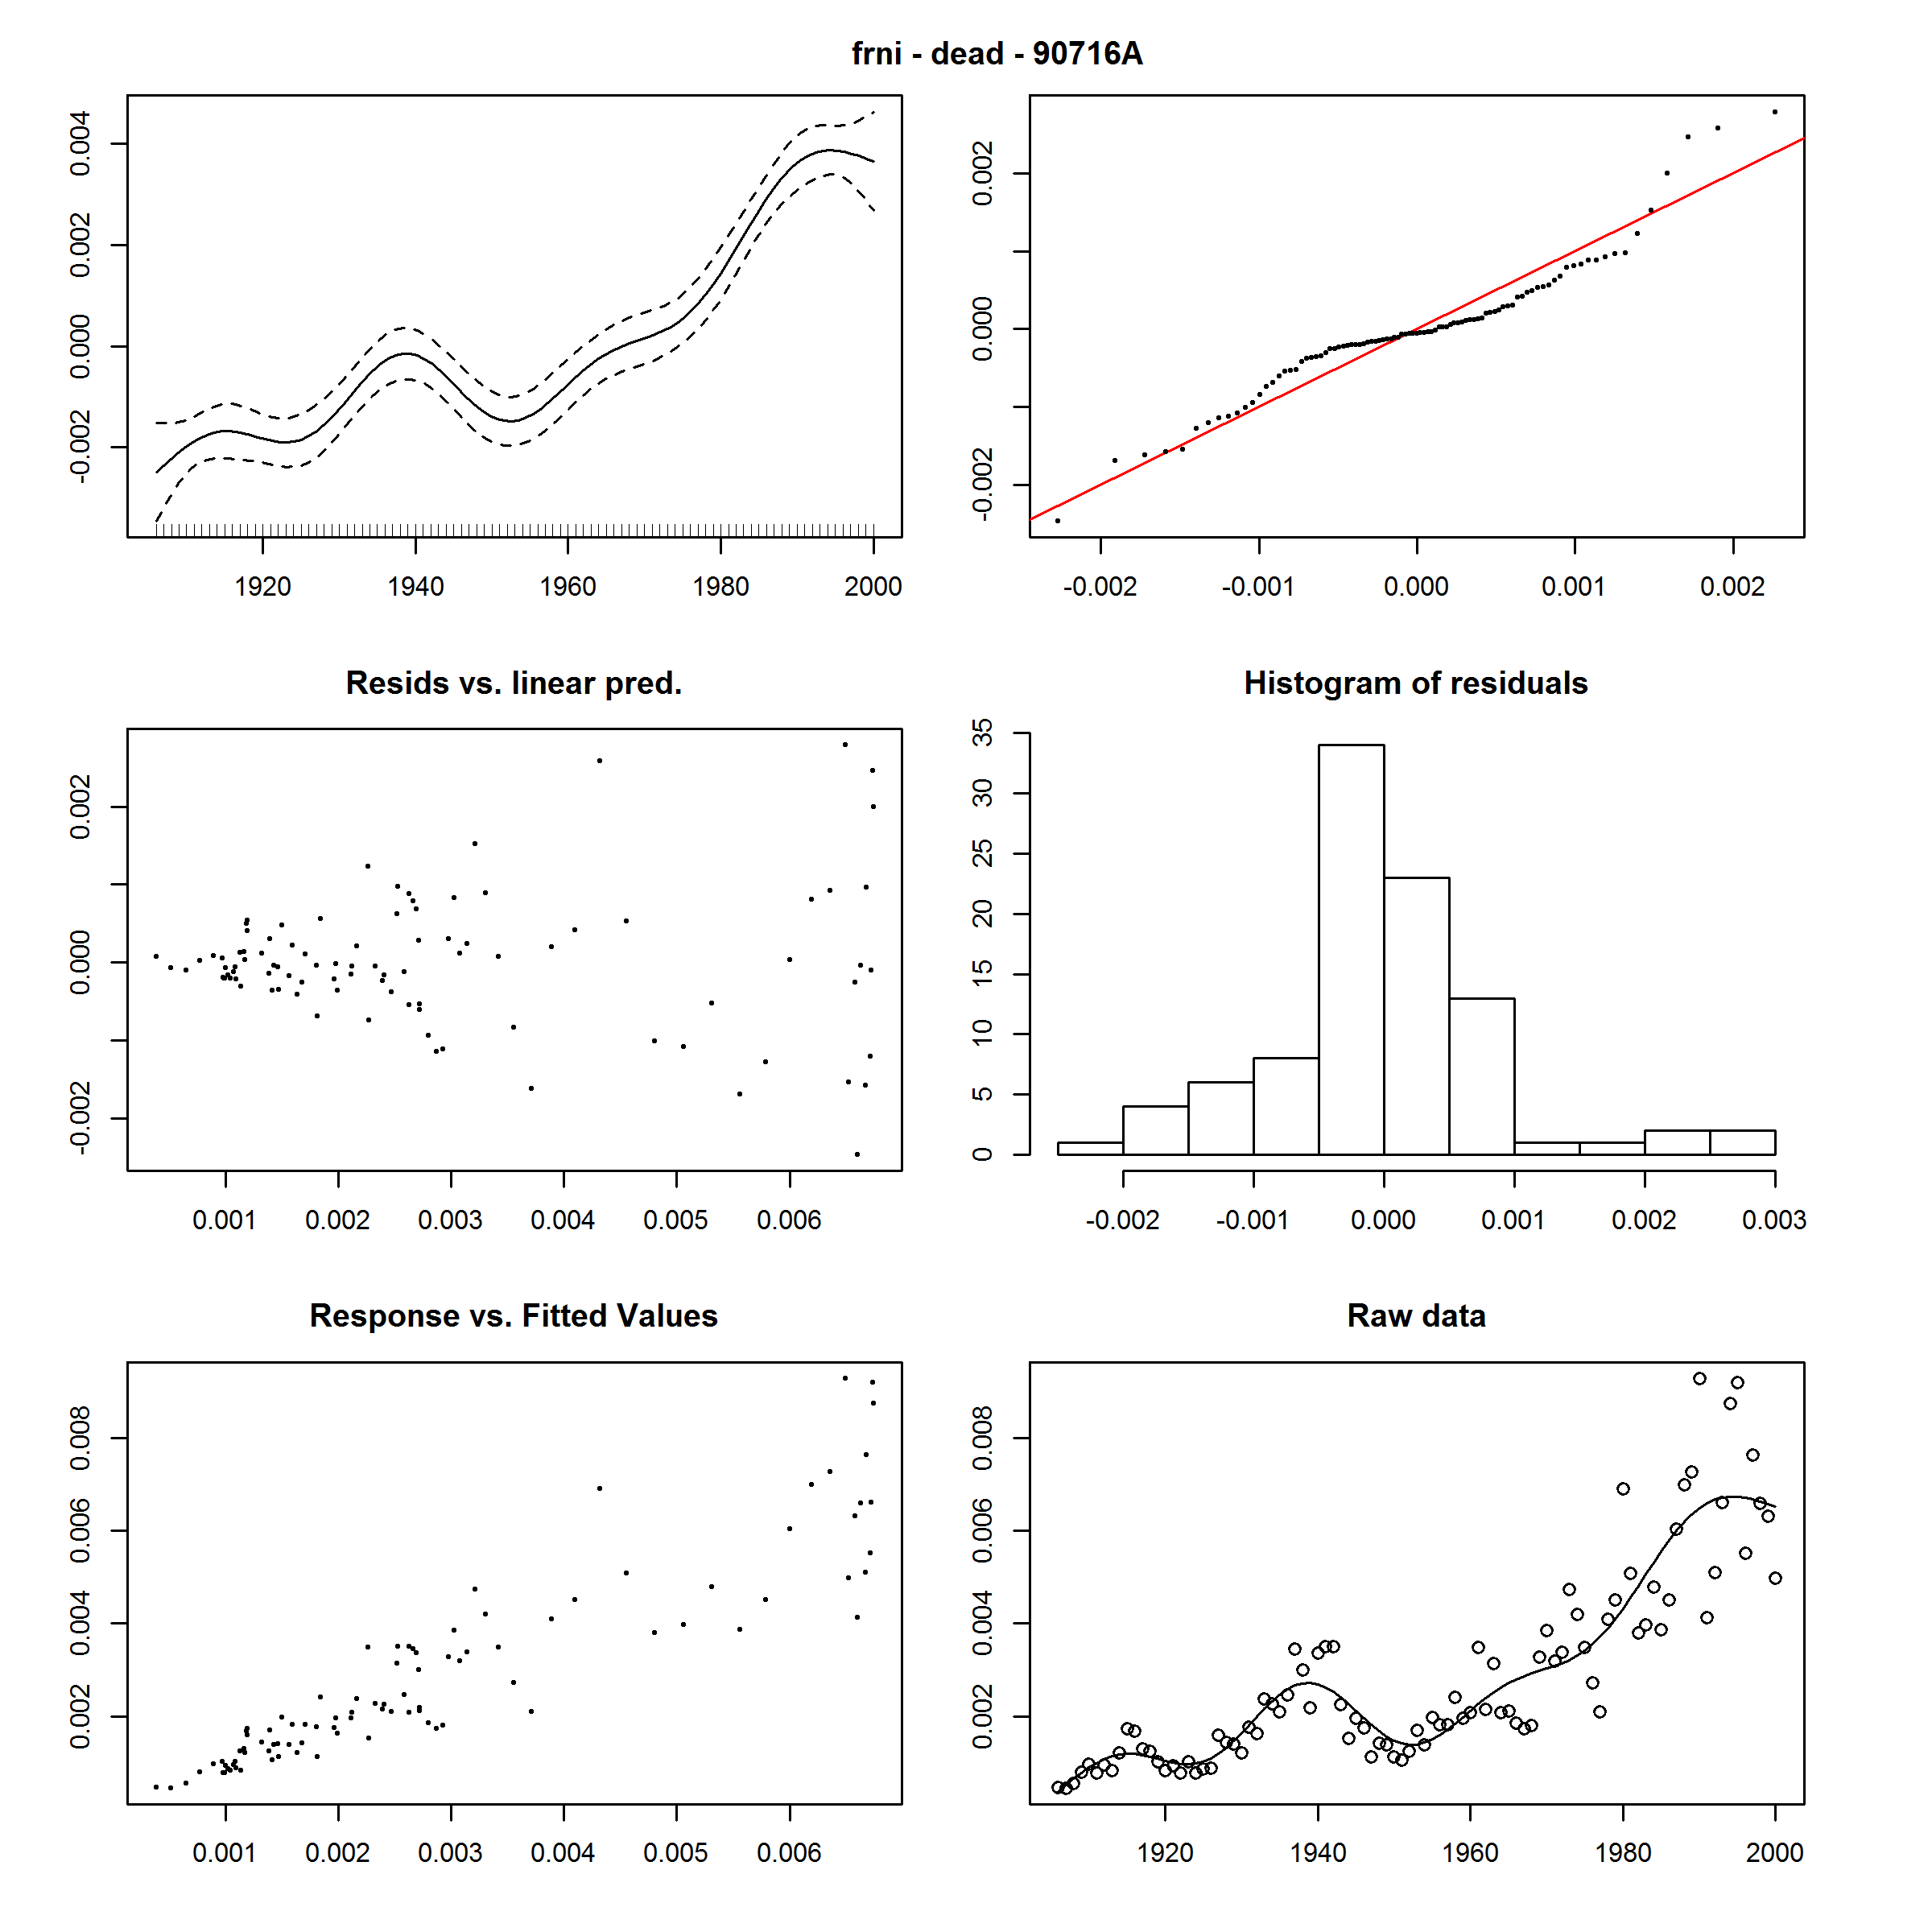 frni - dead - 90716A
0.004
0.002
0.000
-0.002
1920 1940 1960 1980 2000
0.002
0.000
-0.002
-0.002 -0.001 0.000 0.001 0.002
Resids vs. linear pred.
0.002
0.000
-0.002
0.001 0.002 0.003 0.004 0.005 0.006
Histogram of residuals
35
30
25
20
15
10
5
0
-0.002 -0.001 0.000 0.001 0.002 0.003
Response vs. Fitted Values
0.008
0.006
0.004
0.002
0.001 0.002 0.003 0.004 0.005 0.006
Raw data
0.008
0.006
0.004
0.002
1920 1940 1960 1980 2000